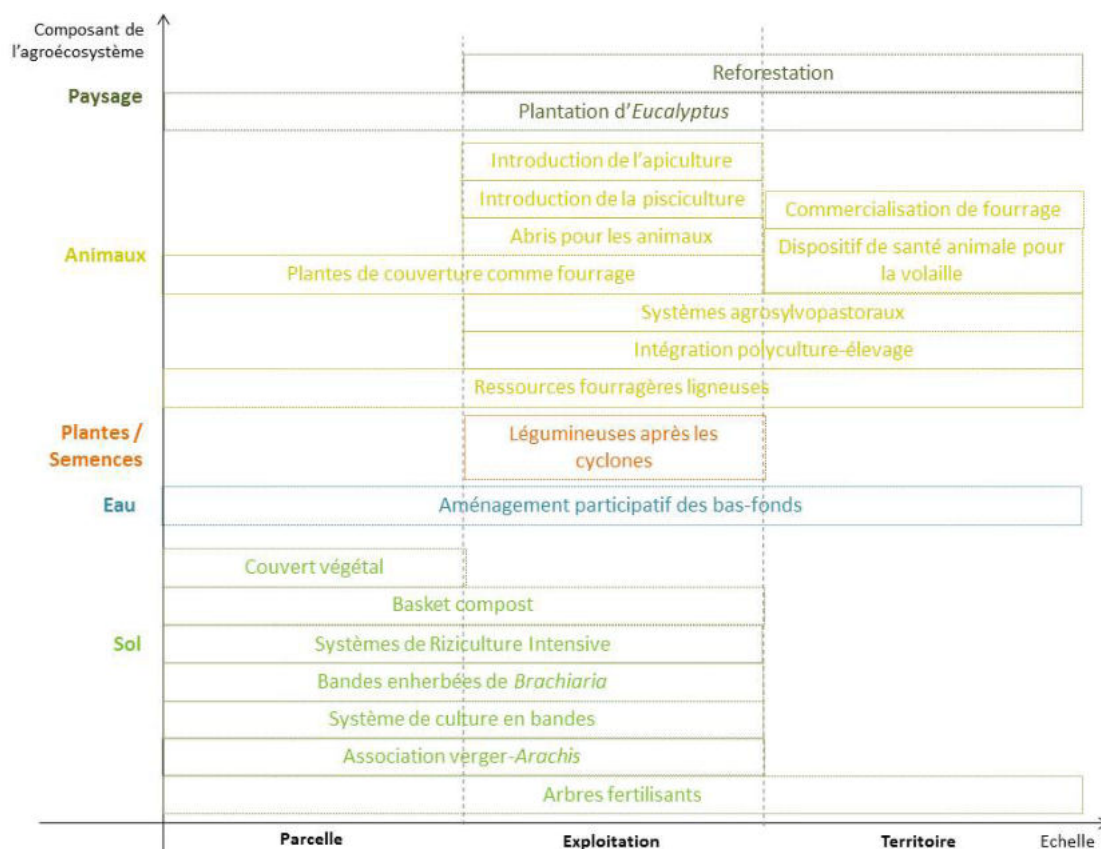 Composant de
l'agroécosystème
Reforestation
Paysage
Plantation d'Eucalyptus
Introduction de l'apiculture
Introduction de la pisciculture
Commercialisation de fourrage
Abris pour les animaux
Dispositif de santé animale pour
la volaille
Animaux
Plantes de couverture comme fourrage
Systèmes agrosylvopastoraux
Intégration polyculture-élevage
Ressources fourragères ligneuses
Plantes /
Semences
Légumineuses après les
cyclones
Eau
Aménagement participatif des bas-fonds
Couvert végétal
Basket compost
Sol
Systèmes de Riziculture Intensive
Bandes enherbées de Brachiaria
Système de culture en bandes
Association verger-Arachis
Arbres fertilisants
Parcelle
Exploitation
Territoire
Echelle